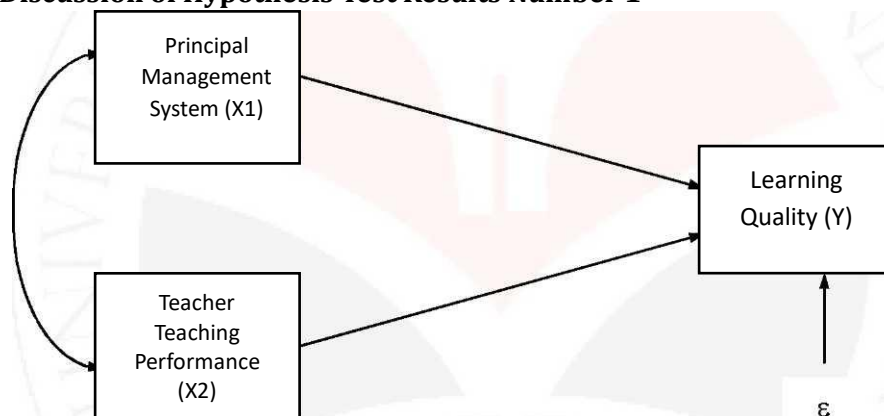 Discussion of Hypothesis Test Results Number 1
Principal
Management
System (X1)
Learning
Quality (Y)
Teacher
Teaching
Performance
(X2)
ε